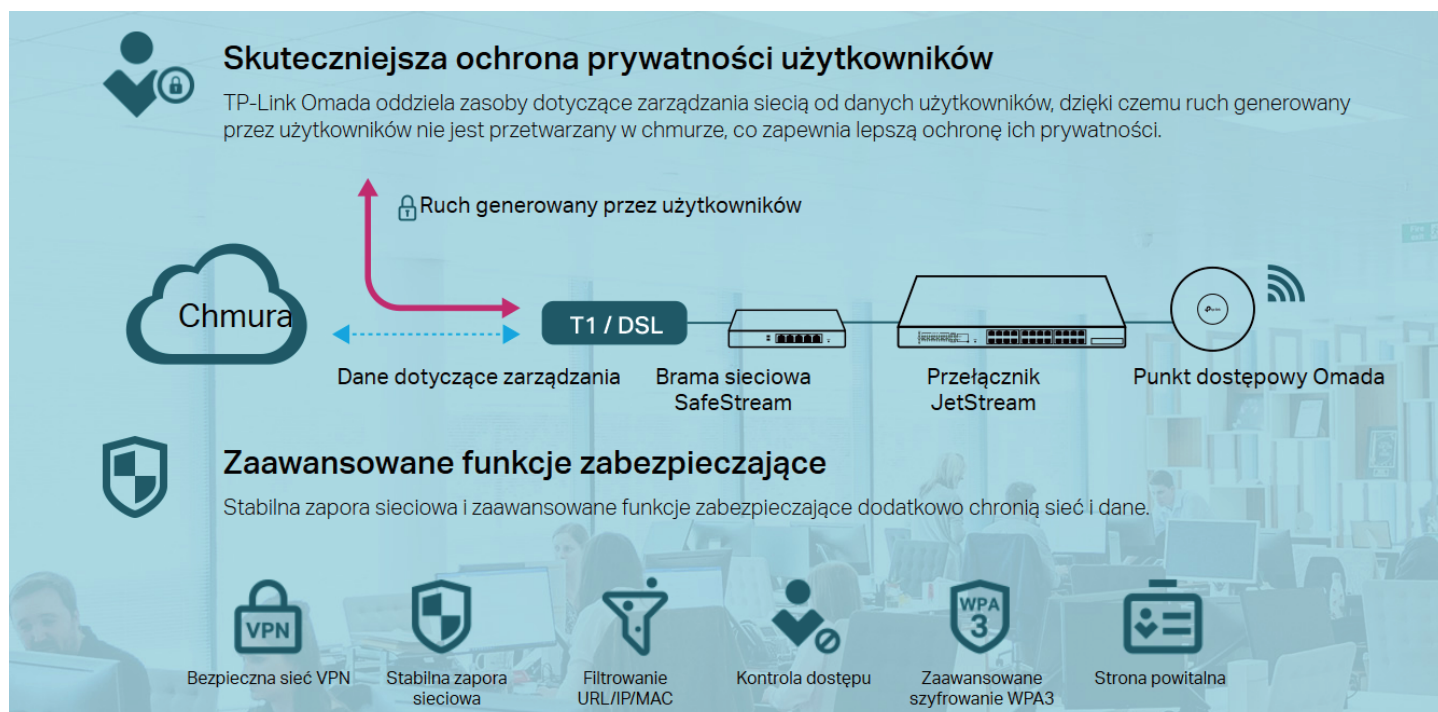 Skuteczniejsza ochrona prywatności użytkowników
TP-Link Omada oddziela zasoby dotyczące zarządzania siecią od danych użytkowników, dzięki czemu ruch generowany
przez użytkowników nie jest przetwarzany w chmurze, co zapewnia lepszą ochronę ich prywatności.
Ruch generowany przez użytkowników
Chmura
T1 / DSL
Dane dotyczące zarządzania
Brama sieciowa
SafeStream
Przełącznik
JetStream
Punkt dostępowy Omada
Zaawansowane funkcje zabezpieczające
Stabilna zapora sieciowa i zaawansowane funkcje zabezpieczające dodatkowo chronią sieć i dane.
VPN
WPA
3
Bezpieczna sieć VPN
Stabilna zapora
sieciowa
Filtrowanie
URL/IP/MAC
Kontrola dostępu
Zaawansowane
szyfrowanie WPA3
Strona powitalna